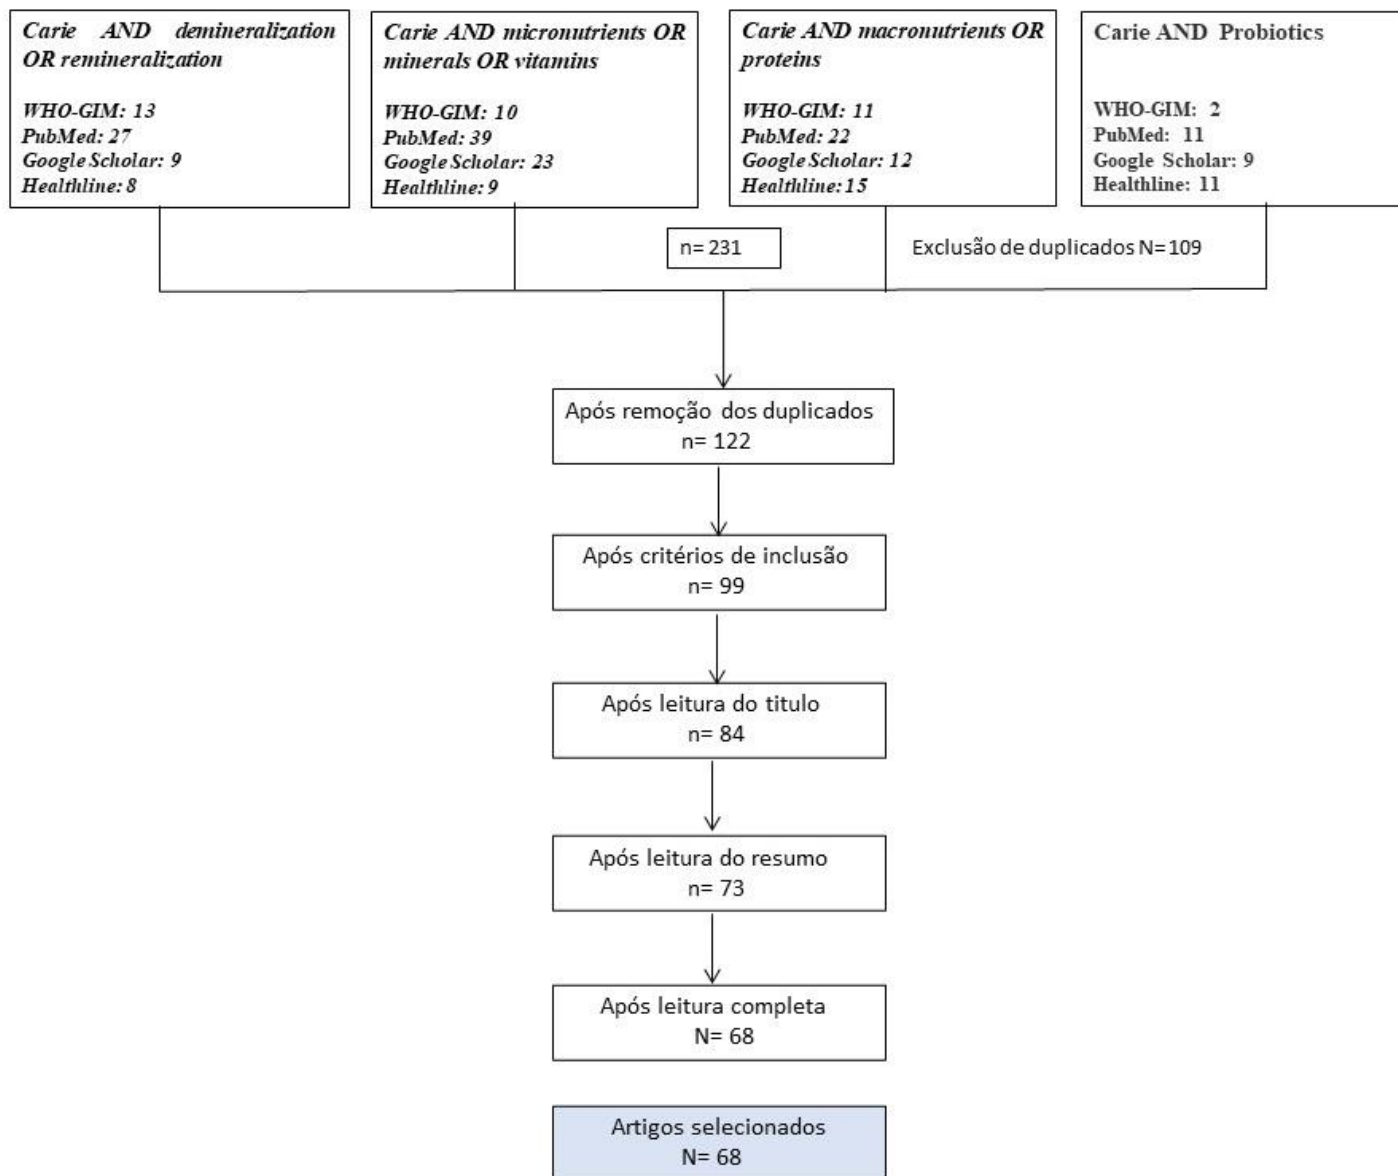 Carie AND demineralization
OR remineralization
WHO-GIM: 13
PubMed: 27
Google Scholar: 9
Healthline: 8
Carie AND micronutrients OR
minerals OR vitamins
WHO-GIM: 10
PubMed: 39
Google Scholar: 23
Healthline: 9
Carie AND macronutrients OR
proteins
WHO-GIM: 11
PubMed: 22
Google Scholar: 12
Healthline: 15
Carie AND Probiotics
WHO-GIM: 2
PubMed: 11
Google Scholar: 9
Healthline: 11
n= 231
Exclusão de duplicados N=109
Após remoção dos duplicados
n= 122
Após critérios de inclusão
n= 99
Após leitura do titulo
n= 84
Após leitura do resumo
n= 73
Após leitura completa
N= 68
Artigos selecionados
N= 68